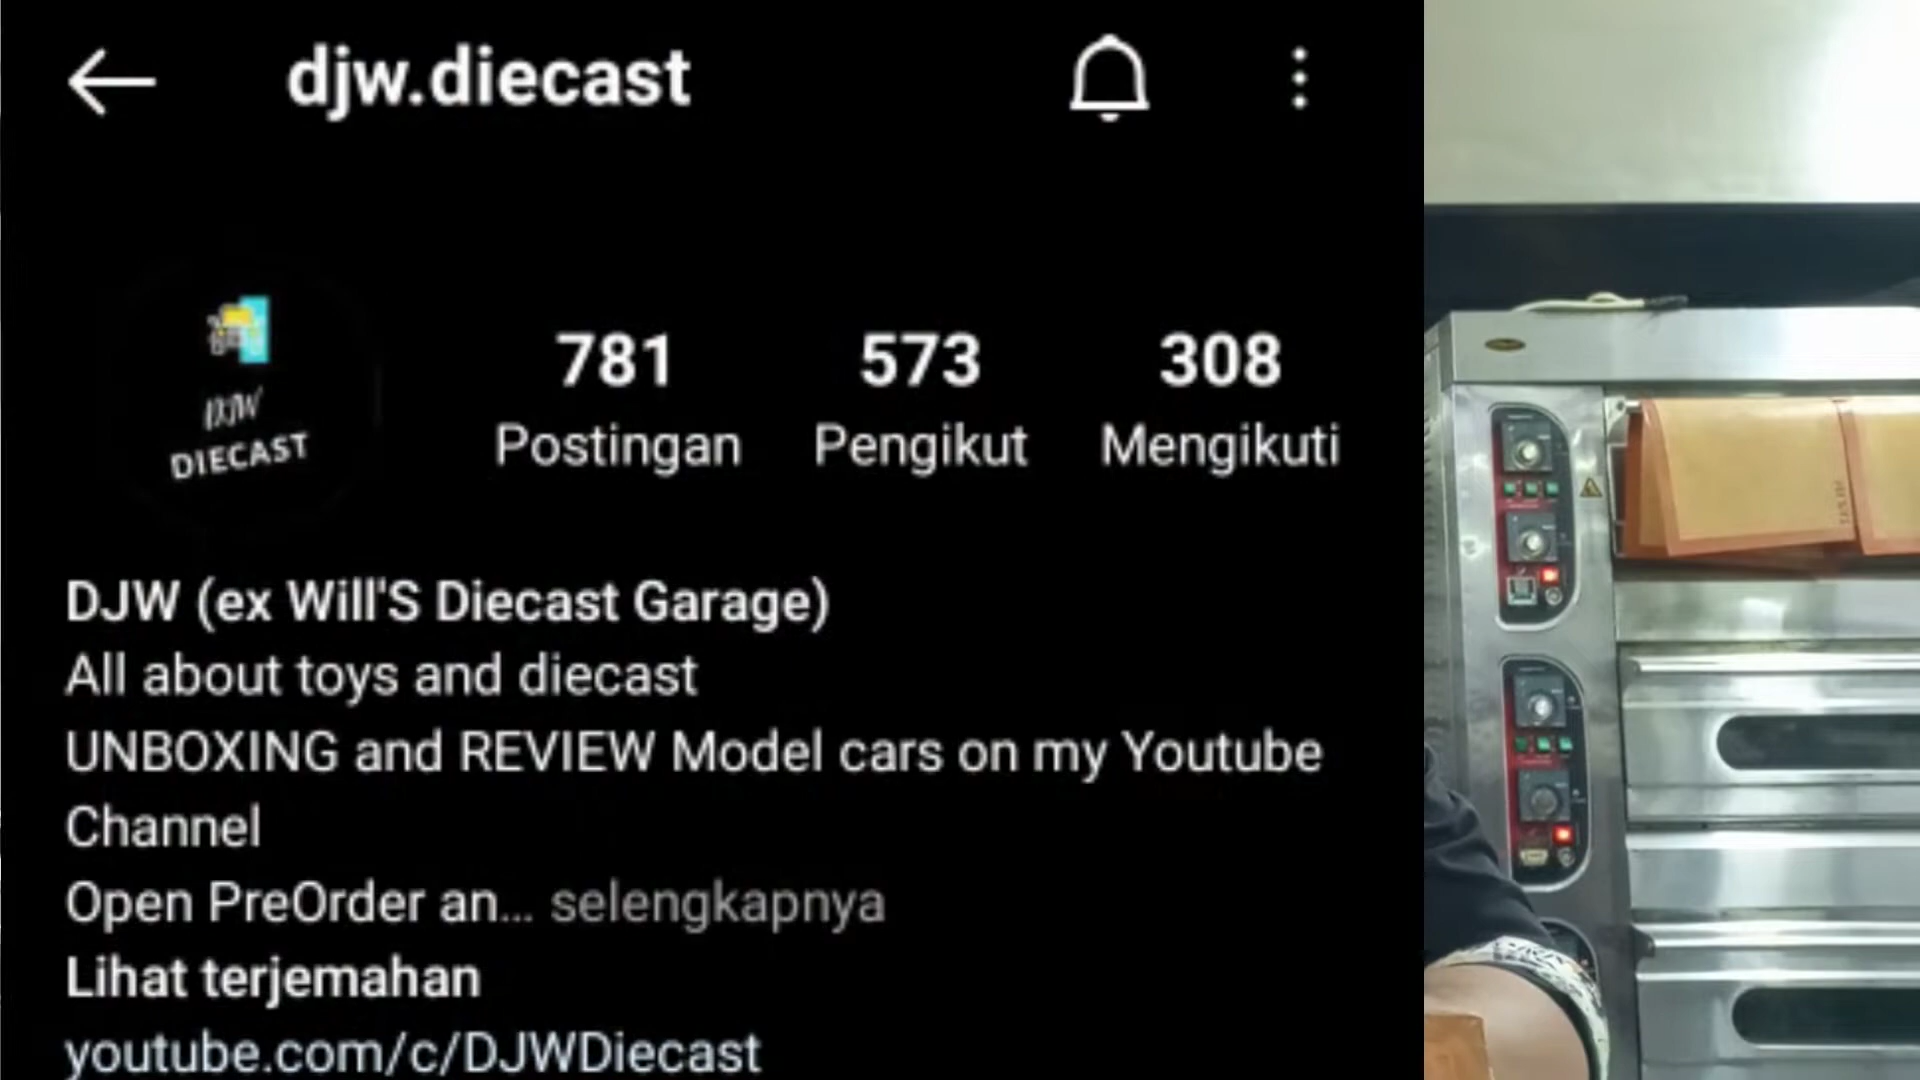 djw.diecast
DJW
DIECAST
781
573
308
Postingan
Pengikut
Mengikuti
DJW (ex Will'S Diecast Garage)
All about toys and diecast
UNBOXING and REVIEW Model cars on my Youtube
Channel
Open PreOrder an... selengkapnya
Lihat terjemahan
youtube.com/c/DJWDiecast